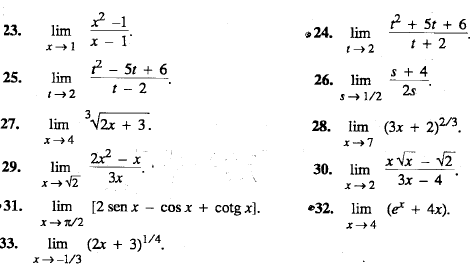 23. lim x→1 (x² − 1)/(x − 1).
24. lim t→2 (t² + 5t + 6)/(t + 2).
25. lim t→2 (t² − 5t + 6)/(t − 2).
26. lim s→1/2 (s + 4)/(2s).
27. lim x→4 ³√(2x + 3).
28. lim x→7 (3x + 2)^2/3.
29. lim x→√2 (2x² − x)/(3x).
30. lim x→2 (x√x − √2)/(3x − 4).
31. lim x→π/2 [2 sen x − cos x + cotg x].
32. lim x→4 (eˣ + 4x).
33. lim x→−1/3 (2x + 3)^1/4.